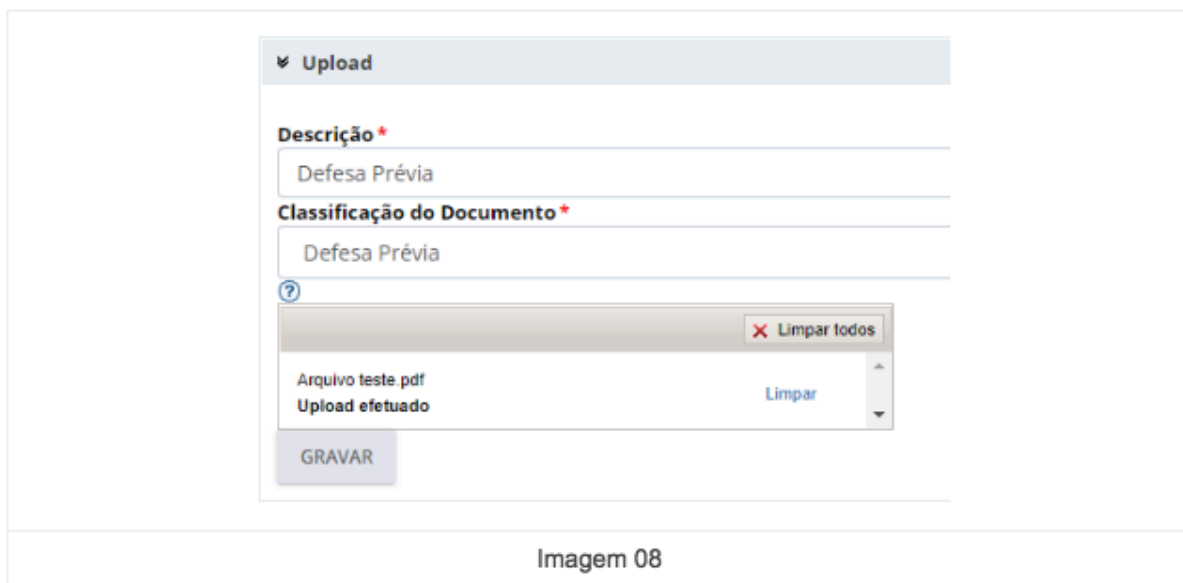 Upload
Descrição *
Defesa Prévia
Classificação do Documento *
Defesa Prévia
?
Limpar todos
Arquivo teste.pdf
Limpar
Upload efetuado
GRAVAR
Imagem 08